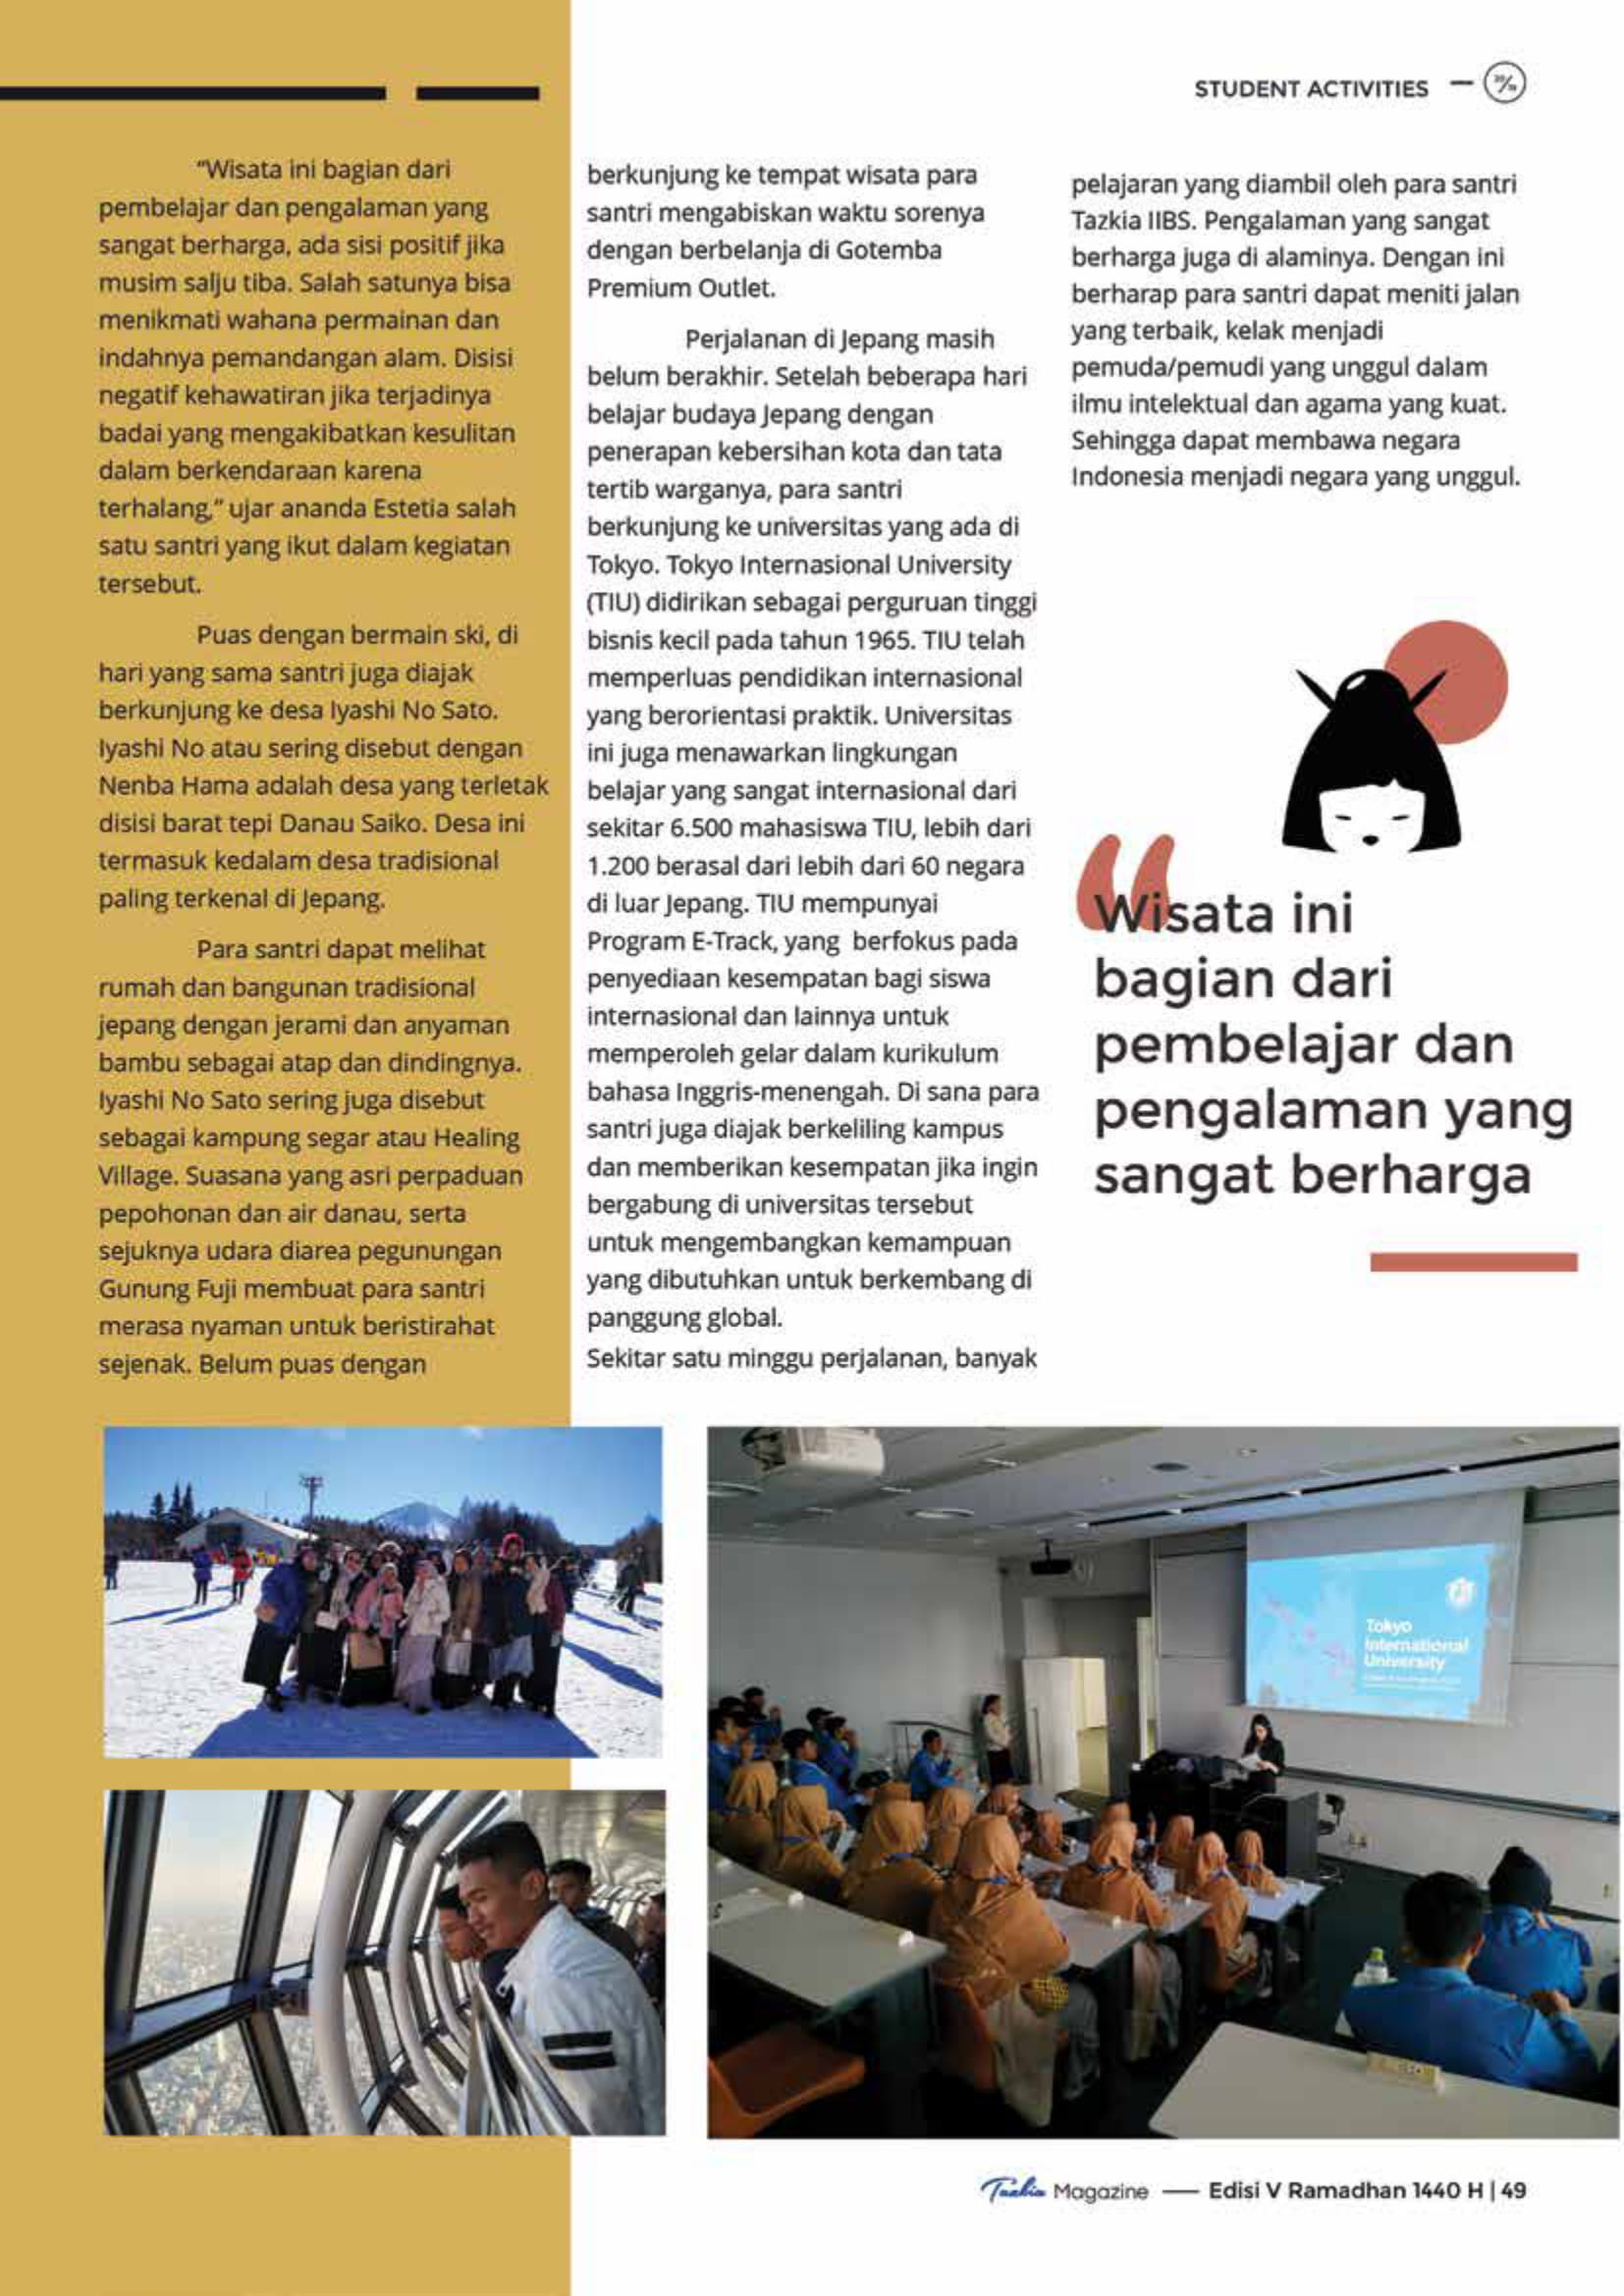 STUDENT ACTIVITIES
“Wisata ini bagian dari
pembelajar dan pengalaman yang
sangat berharga, ada sisi positif jika
musim salju tiba. Salah satunya bisa
menikmati wahana permainan dan
indahnya pemandangan alam. Disisi
negatif kehawatiran jika terjadinya
badai yang mengakibatkan kesulitan
dalam berkendaraan karena
terhalang,” ujar ananda Estetia salah
satu santri yang ikut dalam kegiatan
tersebut.
Puas dengan bermain ski, di
hari yang sama santri juga diajak
berkunjung ke desa Iyashi No Sato.
Iyashi No atau sering disebut dengan
Nenba Hama adalah desa yang terletak
disisi barat tepi Danau Saiko. Desa ini
termasuk kedalam desa tradisional
paling terkenal di Jepang.
Para santri dapat melihat
rumah dan bangunan tradisional
jepang dengan jerami dan anyaman
bambu sebagai atap dan dindingnya.
Iyashi No Sato sering juga disebut
sebagai kampung segar atau Healing
Village. Suasana yang asri perpaduan
pepohonan dan air danau, serta
sejuknya udara diarea pegunungan
Gunung Fuji membuat para santri
merasa nyaman untuk beristirahat
sejenak. Belum puas dengan
berkunjung ke tempat wisata para
santri mengabiskan waktu sorenya
dengan berbelanja di Gotemba
Premium Outlet.
Perjalanan di Jepang masih
belum berakhir. Setelah beberapa hari
belajar budaya Jepang dengan
penerapan kebersihan kota dan tata
tertib warganya, para santri
berkunjung ke universitas yang ada di
Tokyo. Tokyo Internasional University
(TIU) didirikan sebagai perguruan tinggi
bisnis kecil pada tahun 1965. TIU telah
memperluas pendidikan internasional
yang berorientasi praktik. Universitas
ini juga menawarkan lingkungan
belajar yang sangat internasional dari
sekitar 6.500 mahasiswa TIU, lebih dari
1.200 berasal dari lebih dari 60 negara
di luar Jepang. TIU mempunyai
Program E-Track, yang berfokus pada
penyediaan kesempatan bagi siswa
internasional dan lainnya untuk
memperoleh gelar dalam kurikulum
bahasa Inggris-menengah. Di sana para
santri juga diajak berkeliling kampus
dan memberikan kesempatan jika ingin
bergabung di universitas tersebut
untuk mengembangkan kemampuan
yang dibutuhkan untuk berkembang di
panggung global.
Sekitar satu minggu perjalanan, banyak
pelajaran yang diambil oleh para santri
Tazkia IIBS. Pengalaman yang sangat
berharga juga di alaminya. Dengan ini
berharap para santri dapat meniti jalan
yang terbaik, kelak menjadi
pemuda/pemudi yang unggul dalam
ilmu intelektual dan agama yang kuat.
Sehingga dapat membawa negara
Indonesia menjadi negara yang unggul.
“Wisata ini
bagian dari
pembelajar dan
pengalaman yang
sangat berharga
Tokyo
International
University
Tazkia Magazine — Edisi V Ramadhan 1440 H | 49